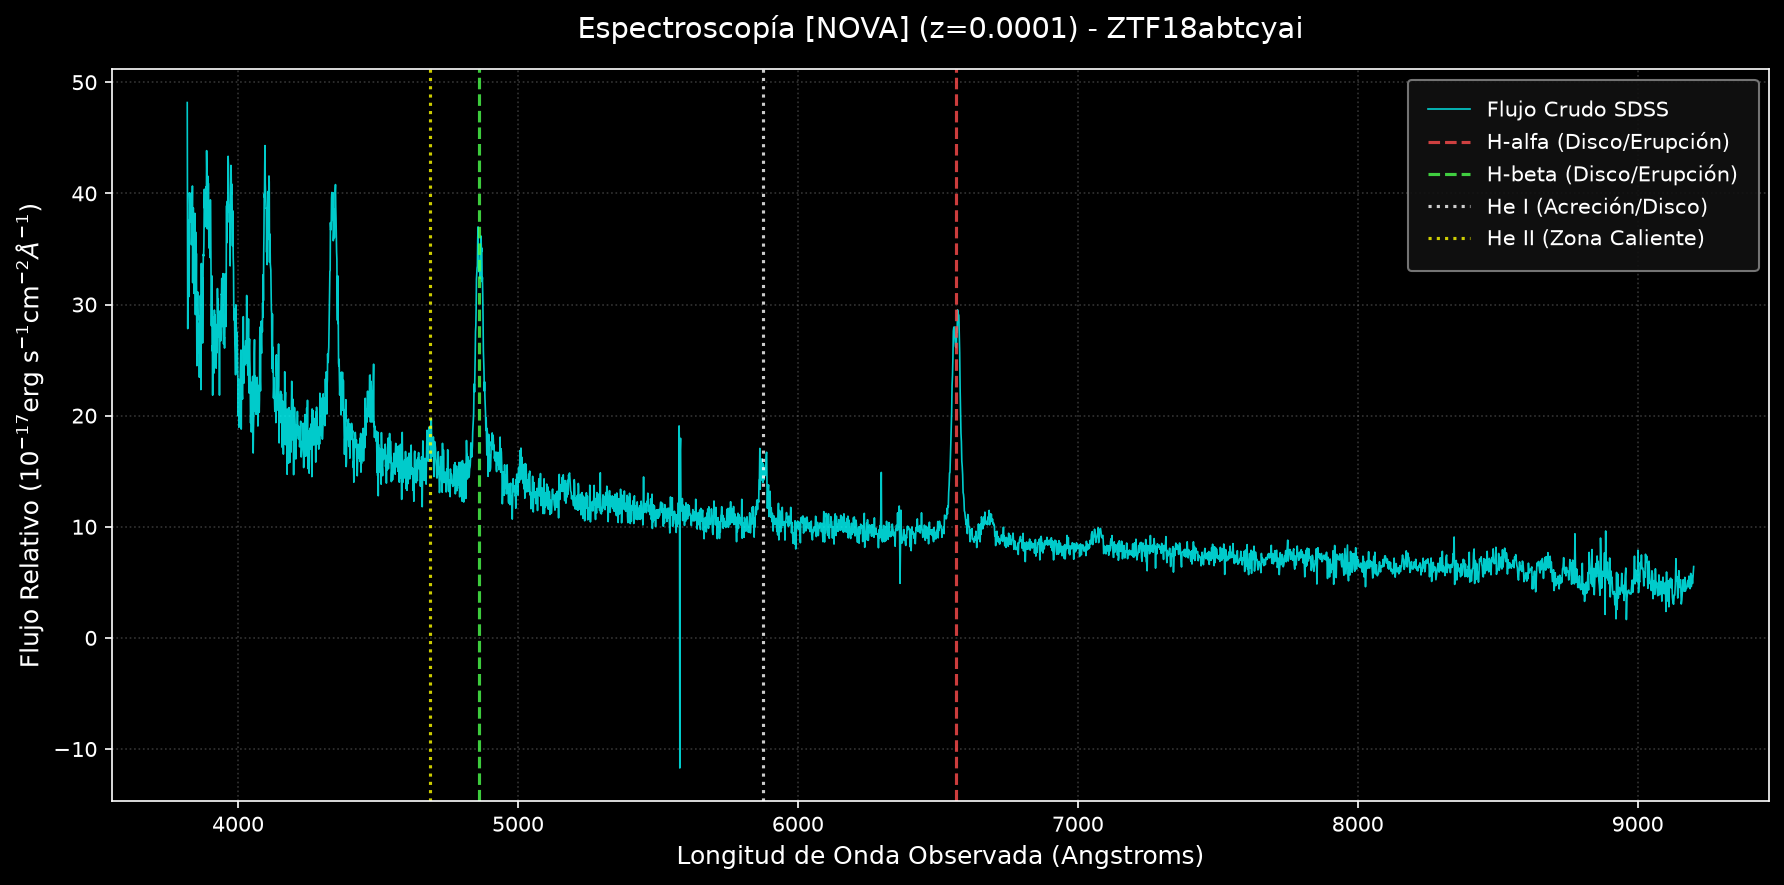 Espectroscopía [NOVA] (z=0.0001) - ZTF18abtcyai
Flujo Crudo SDSS
H-alfa (Disco/Erupción)
H-beta (Disco/Erupción)
He I (Acreción/Disco)
He II (Zona Caliente)
Flujo Relativo (10⁻¹⁷erg s⁻¹cm⁻²Å⁻¹)
50
40
30
20
10
0
−10
4000 5000 6000 7000 8000 9000
Longitud de Onda Observada (Angstroms)